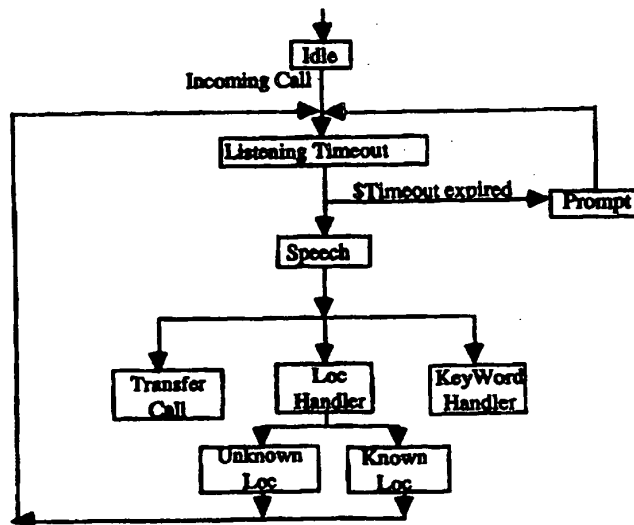 Idle
Incoming Call
Listening Timeout
$Timeout expired
Prompt
Speech
Transfer
Call
Loc
Handler
KeyWord
Handler
Unknown
Loc
Known
Loc